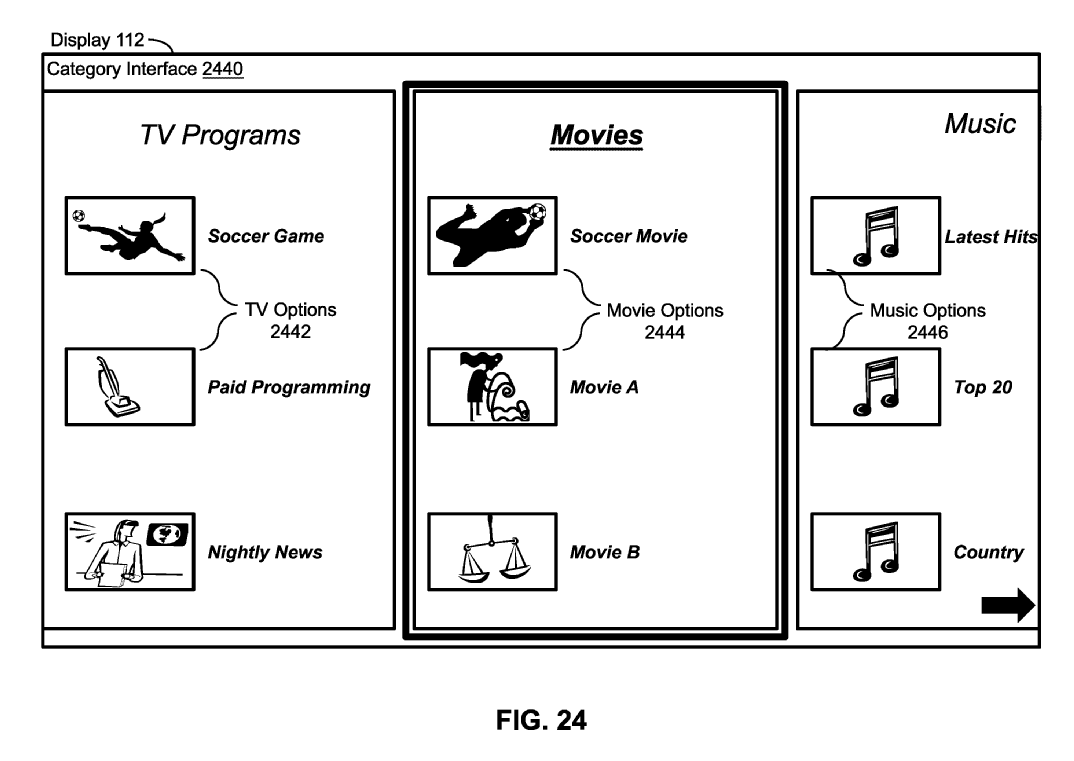 Display 112
Category Interface 2440
TV Programs
Movies
Music
Soccer Game
Soccer Movie
Latest Hits
TV Options
2442
Movie Options
2444
Music Options
2446
Paid Programming
Movie A
Top 20
Nightly News
Movie B
Country
FIG. 24